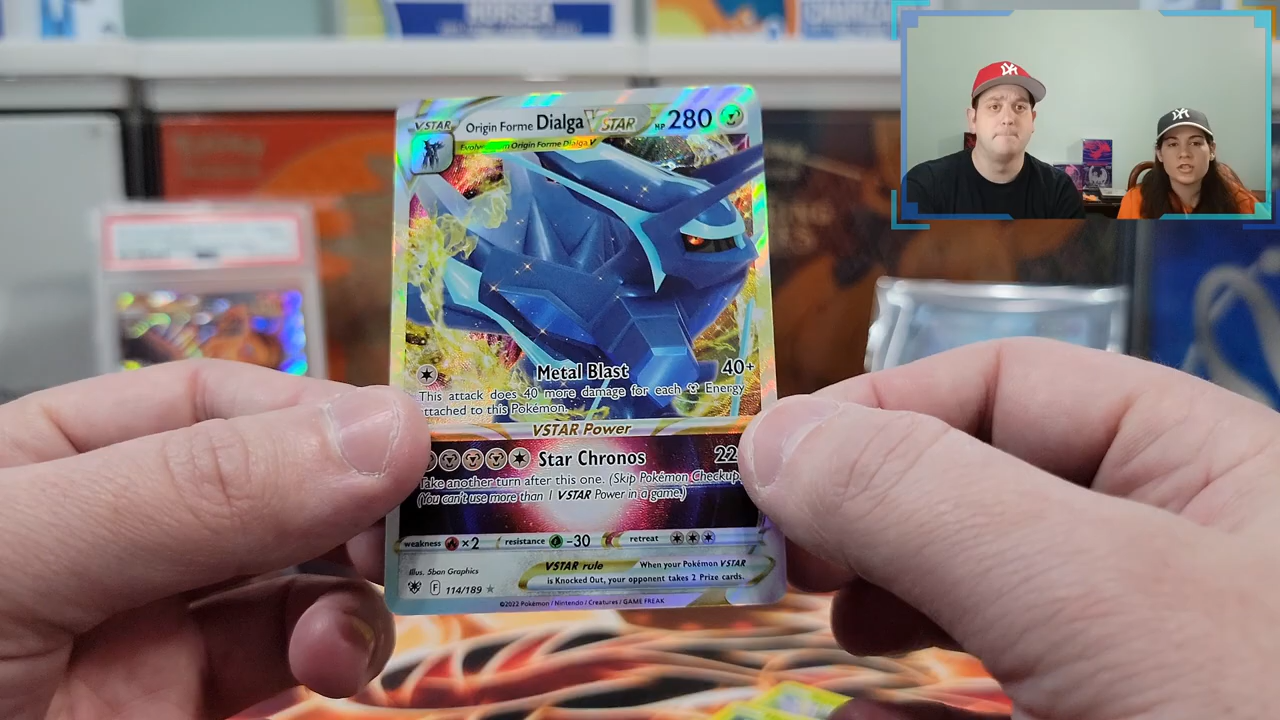 HORSEA
VSTAR Origin Forme Dialga VSTAR HP 280
Evolves from Origin Forme Dialga V
Metal Blast 40+
This attack does 40 more damage for each Energy
attached to this Pokémon.
VSTAR Power
Star Chronos 22
Take another turn after this one. (Skip Pokémon Checkup.)
(You can't use more than 1 VSTAR Power in a game.)
weakness ×2 resistance -30 retreat
VSTAR rule When your Pokémon VSTAR
is Knocked Out, your opponent takes 2 Prize cards.
Illus. 5ban Graphics
F 114/189
©2022 Pokémon / Nintendo / Creatures / GAME FREAK